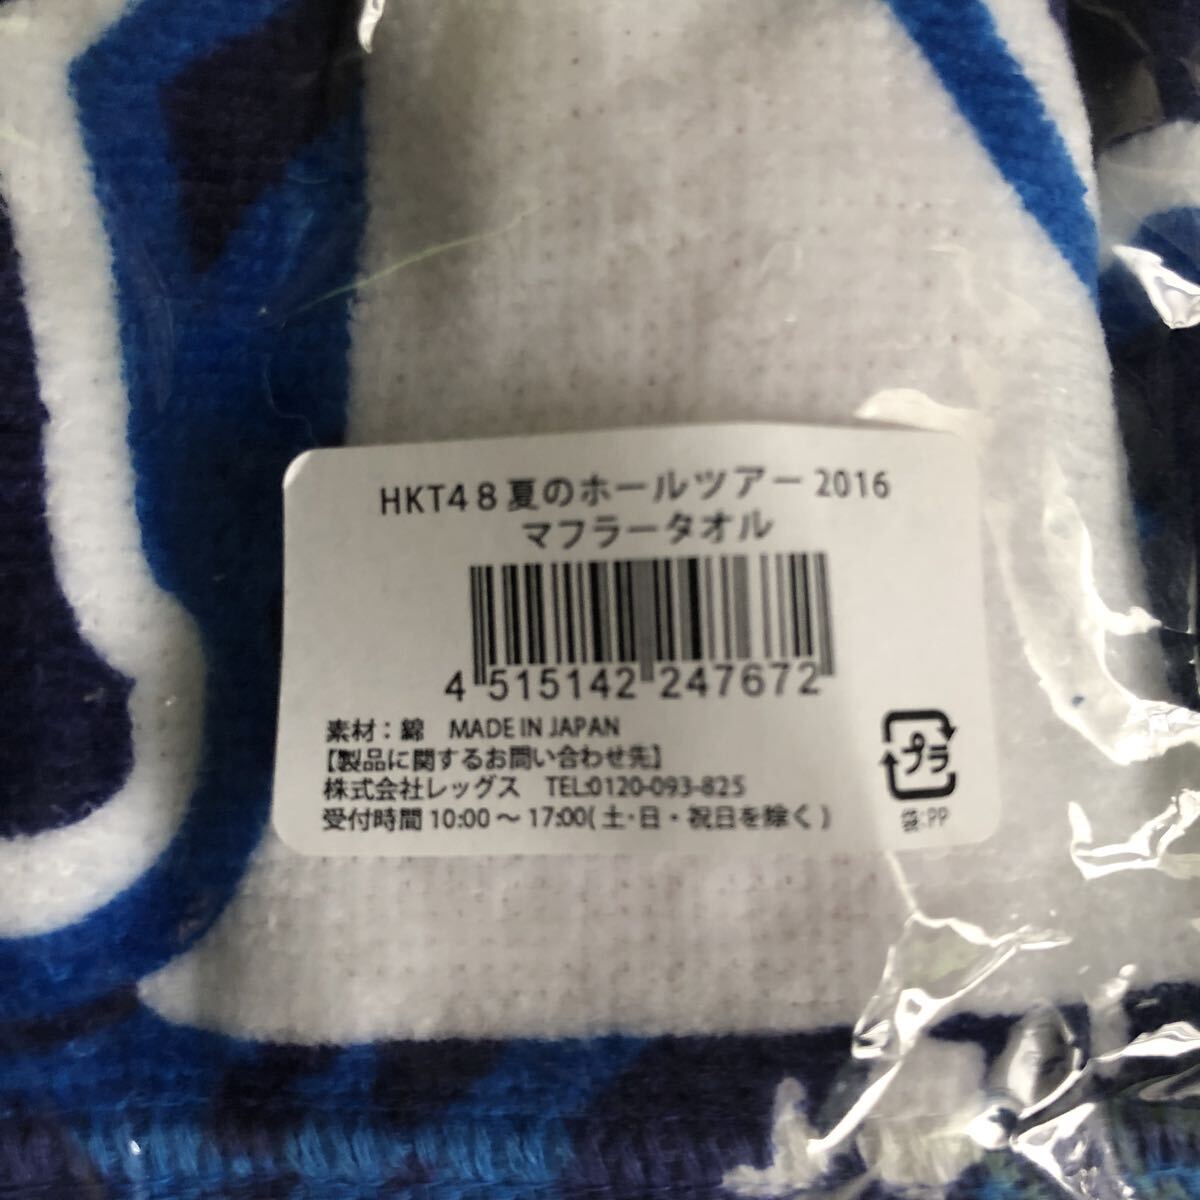 HKT48夏のホールツアー2016
マフラータオル
4 515142 247672
素材：綿　MADE IN JAPAN
【製品に関するお問い合わせ先】
株式会社レッグス　TEL:0120-093-825
受付時間 10:00～17:00(土・日・祝日を除く)
プラ
袋:PP